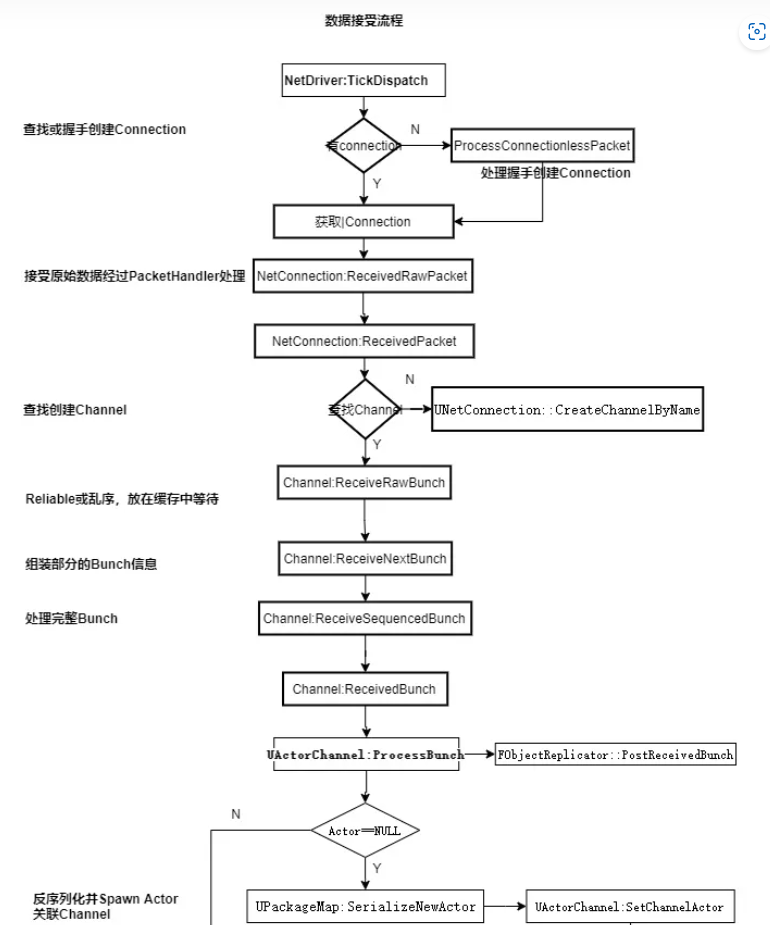 数据接受流程
NetDriver:TickDispatch
查找或握手创建Connection
有connection
N
ProcessConnectionlessPacket
处理握手创建Connection
Y
获取|Connection
接受原始数据经过PacketHandler处理
NetConnection:ReceivedRawPacket
NetConnection:ReceivedPacket
N
查找创建Channel
查找Channel
UNetConnection::CreateChannelByName
Y
Channel:ReceiveRawBunch
Reliable或乱序，放在缓存中等待
Channel:ReceiveNextBunch
组装部分的Bunch信息
Channel:ReceiveSequencedBunch
处理完整Bunch
Channel:ReceivedBunch
UActorChannel:ProcessBunch
FObjectReplicator::PostReceivedBunch
N
Actor==NULL
Y
反序列化并Spawn Actor
关联Channel
UPackageMap:SerializeNewActor
UActorChannel:SetChannelActor